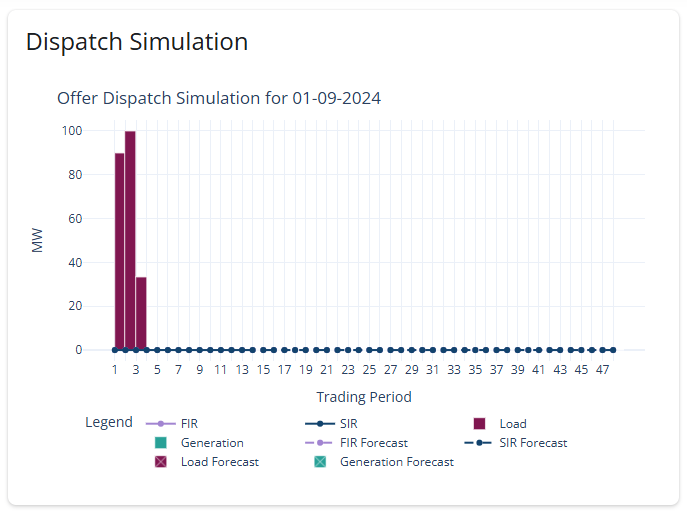 Dispatch Simulation
Offer Dispatch Simulation for 01-09-2024
100
80
60
40
20
0
MW
1 3 5 7 9 11 13 15 17 19 21 23 25 27 29 31 33 35 37 39 41 43 45 47
Trading Period
Legend FIR SIR Load
Generation FIR Forecast SIR Forecast
Load Forecast Generation Forecast